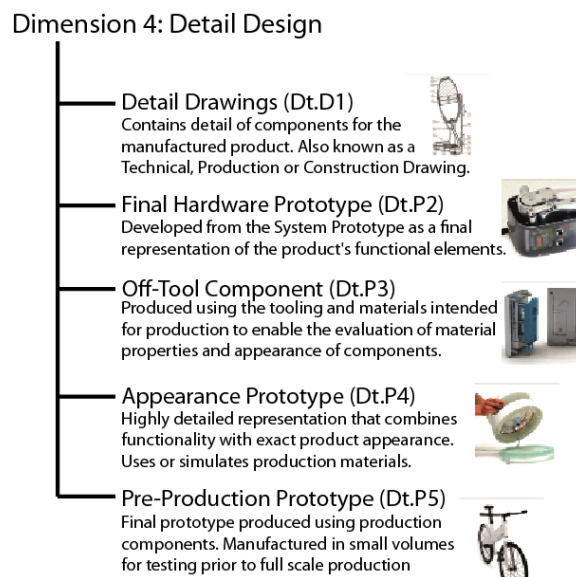 Dimension 4: Detail Design
Detail Drawings (Dt.D1)
Contains detail of components for the
manufactured product. Also known as a
Technical, Production or Construction Drawing.
Final Hardware Prototype (Dt.P2)
Developed from the System Prototype as a final
representation of the product's functional elements.
Off-Tool Component (Dt.P3)
Produced using the tooling and materials intended
for production to enable the evaluation of material
properties and appearance of components.
Appearance Prototype (Dt.P4)
Highly detailed representation that combines
functionality with exact product appearance.
Uses or simulates production materials.
Pre-Production Prototype (Dt.P5)
Final prototype produced using production
components. Manufactured in small volumes
for testing prior to full scale production